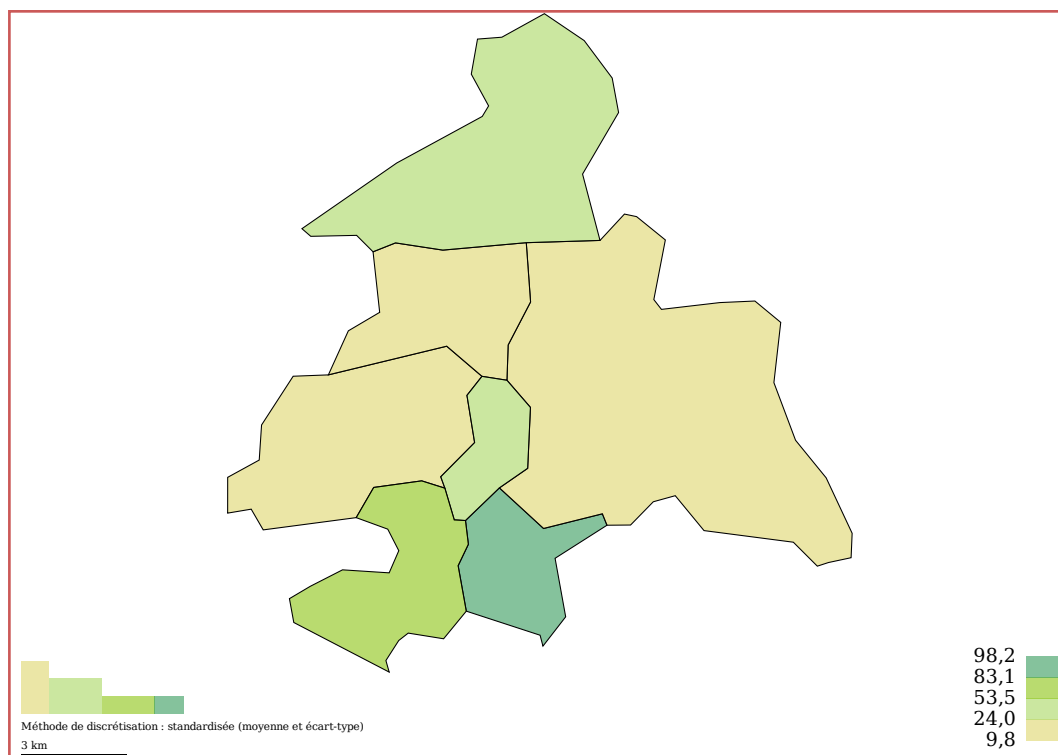 98,2
83,1
53,5
24,0
9,8
Méthode de discrétisation : standardisée (moyenne et écart-type)
3 km